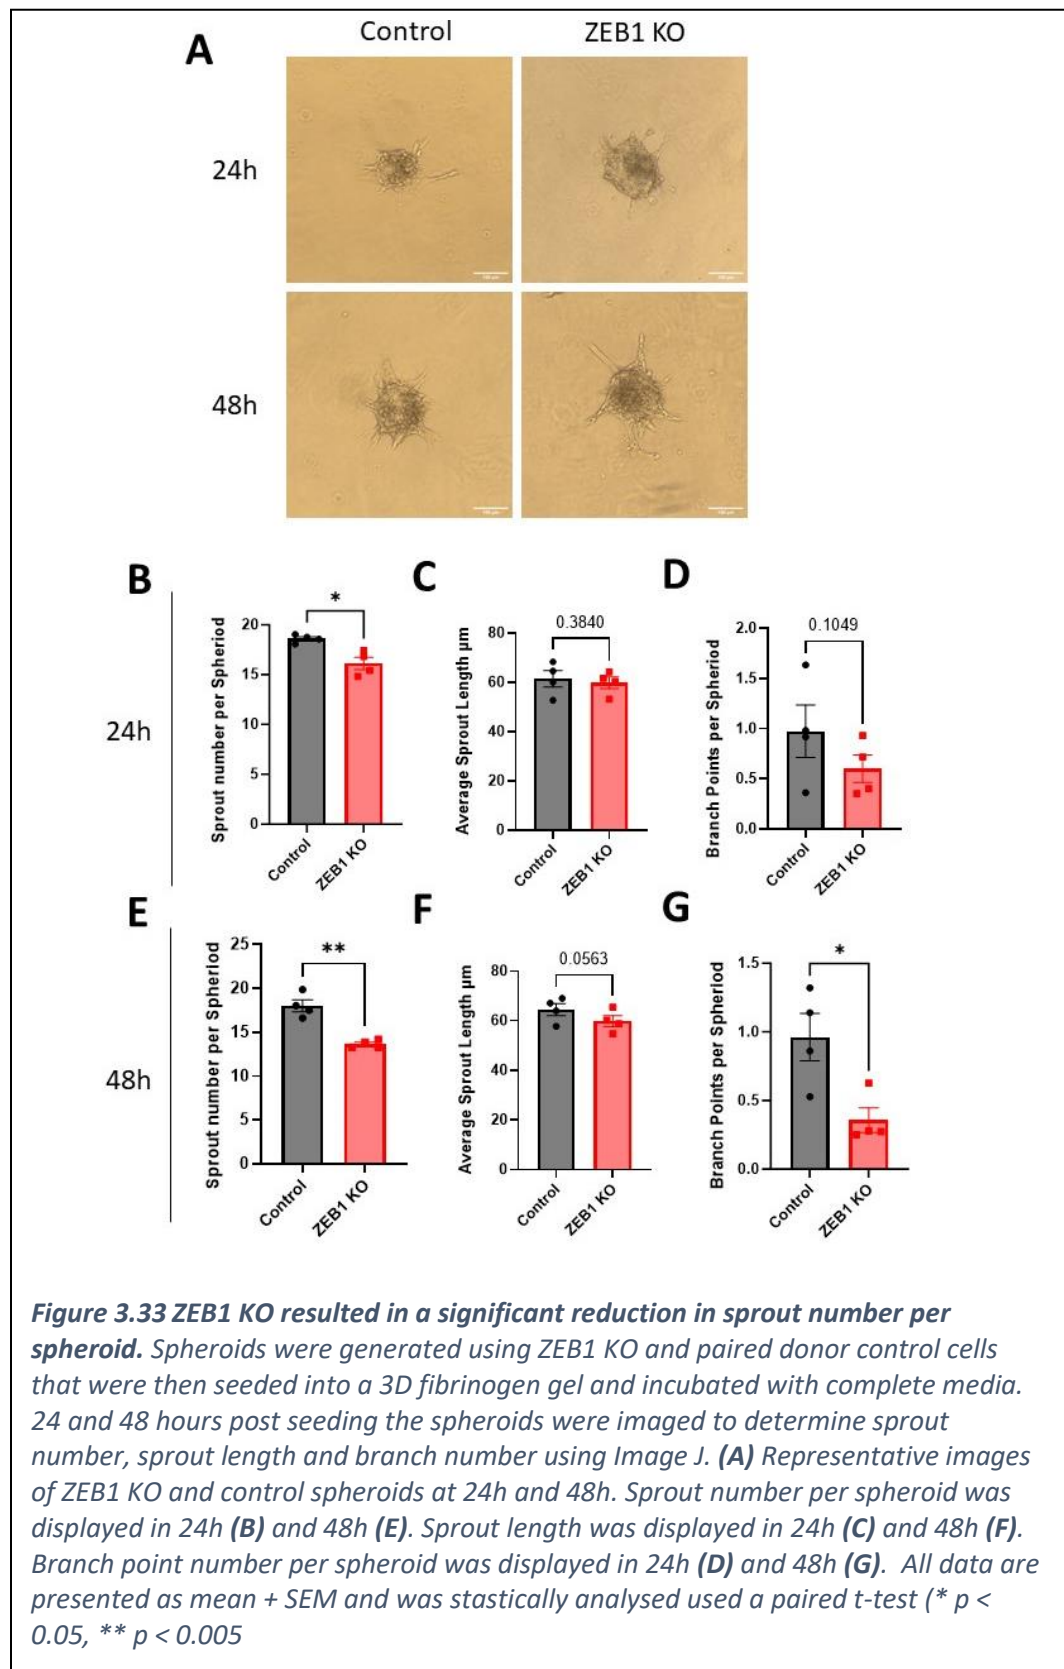 A
Control
ZEB1 KO
24h
48h
B
C
D
24h
Sprout number per Spheriod
20
15
10
5
0
*
Control
ZEB1 KO
Average Sprout Length µm
80
60
40
20
0
0.3840
Control
ZEB1 KO
Branch Points per Spheriod
2.0
1.5
1.0
0.5
0.0
0.1049
Control
ZEB1 KO
E
F
G
48h
Sprout number per Spheriod
25
20
15
10
5
0
**
Control
ZEB1 KO
Average Sprout Length µm
80
60
40
20
0
0.0563
Control
ZEB1 KO
Branch Points per Spheriod
1.5
1.0
0.5
0.0
*
Control
ZEB1 KO
Figure 3.33 ZEB1 KO resulted in a significant reduction in sprout number per
spheroid. Spheroids were generated using ZEB1 KO and paired donor control cells
that were then seeded into a 3D fibrinogen gel and incubated with complete media.
24 and 48 hours post seeding the spheroids were imaged to determine sprout
number, sprout length and branch number using Image J. (A) Representative images
of ZEB1 KO and control spheroids at 24h and 48h. Sprout number per spheroid was
displayed in 24h (B) and 48h (E). Sprout length was displayed in 24h (C) and 48h (F).
Branch point number per spheroid was displayed in 24h (D) and 48h (G). All data are
presented as mean + SEM and was stastically analysed used a paired t-test (* p <
0.05, ** p < 0.005